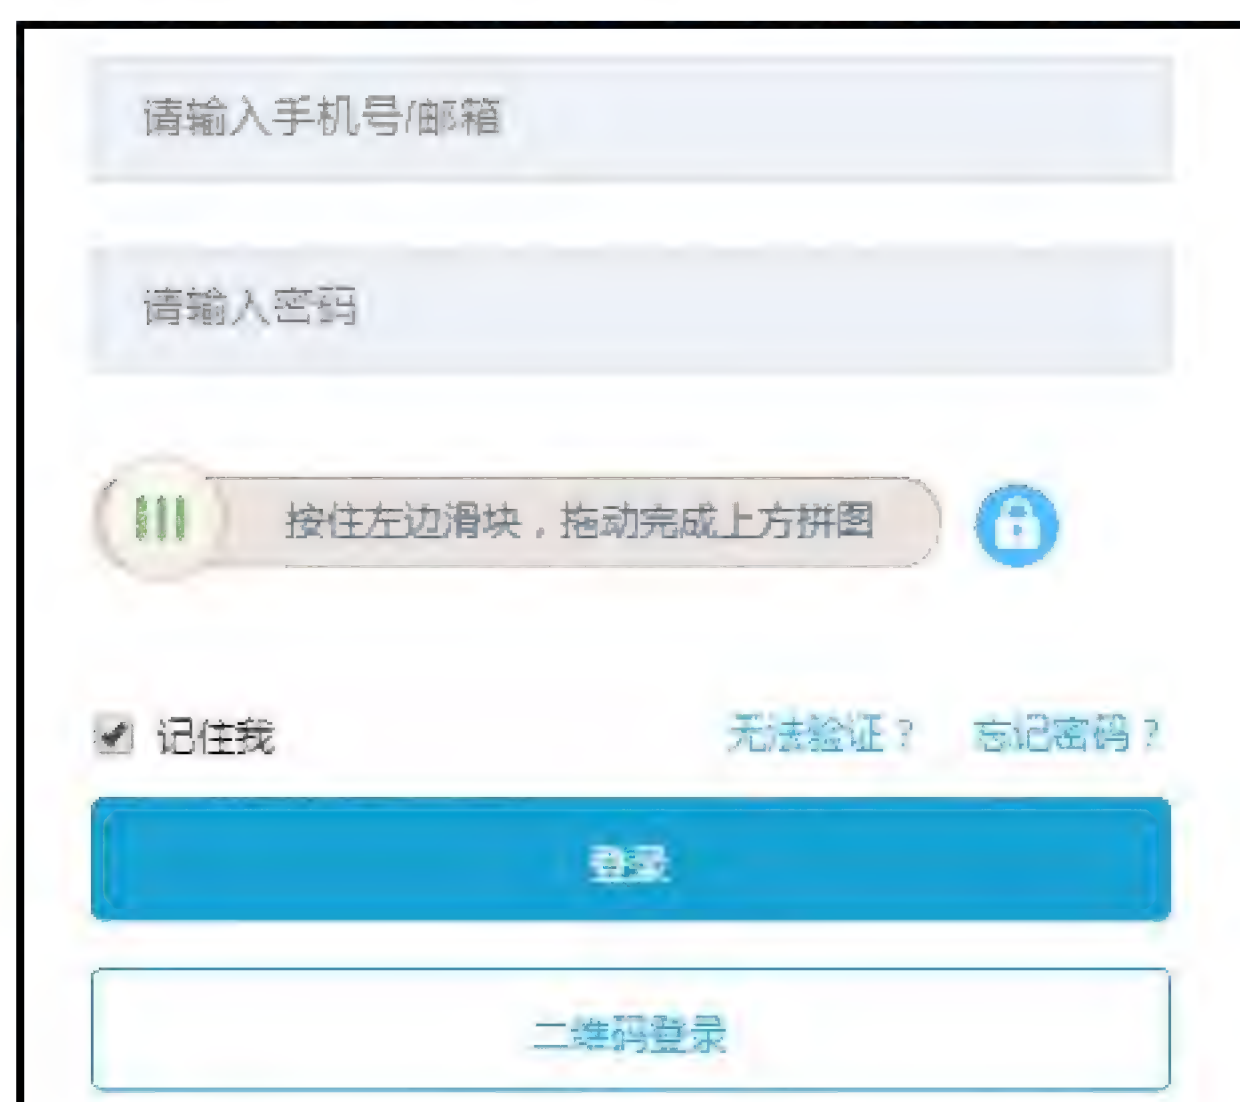 请输入手机号/邮箱
请输入密码
按住左边滑块，拖动完成上方拼图
记住我 无法验证？ 忘记密码？
登录
二维码登录